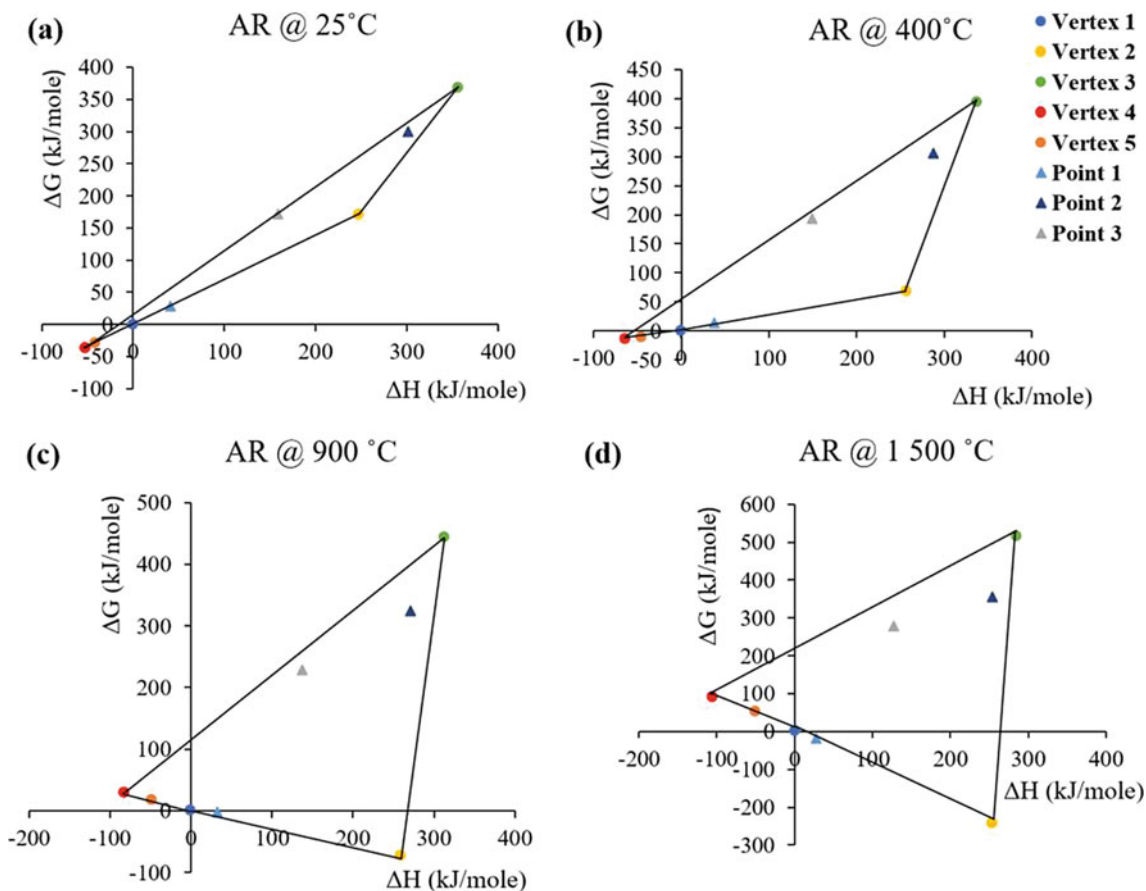 (a) AR @ 25˚C
400
350
300
250
200
150
100
50
0
-50
-100
-100 0 100 200 300 400
ΔG (kJ/mole)
ΔH (kJ/mole)
(b) AR @ 400˚C
450
400
350
300
250
200
150
100
50
0
-50
-100 0 100 200 300 400
ΔG (kJ/mole)
ΔH (kJ/mole)
Vertex 1
Vertex 2
Vertex 3
Vertex 4
Vertex 5
Point 1
Point 2
Point 3
(c) AR @ 900 ˚C
500
400
300
200
100
0
-100
-200 -100 0 100 200 300 400
ΔG (kJ/mole)
ΔH (kJ/mole)
(d) AR @ 1 500 ˚C
600
500
400
300
200
100
0
-100
-200
-300
-200 -100 0 100 200 300 400
ΔG (kJ/mole)
ΔH (kJ/mole)